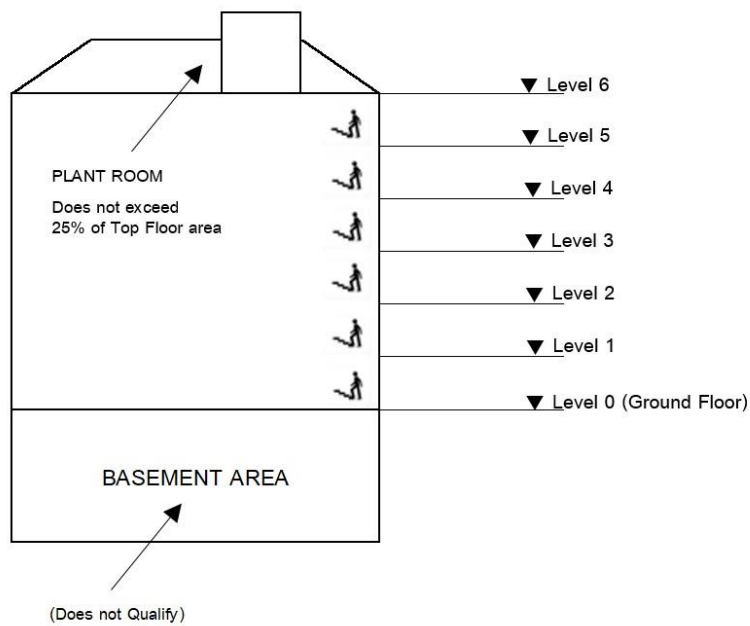 Level 6
Level 5
PLANT ROOM
Does not exceed
25% of Top Floor area
Level 4
Level 3
Level 2
Level 1
Level 0 (Ground Floor)
BASEMENT AREA
(Does not Qualify)